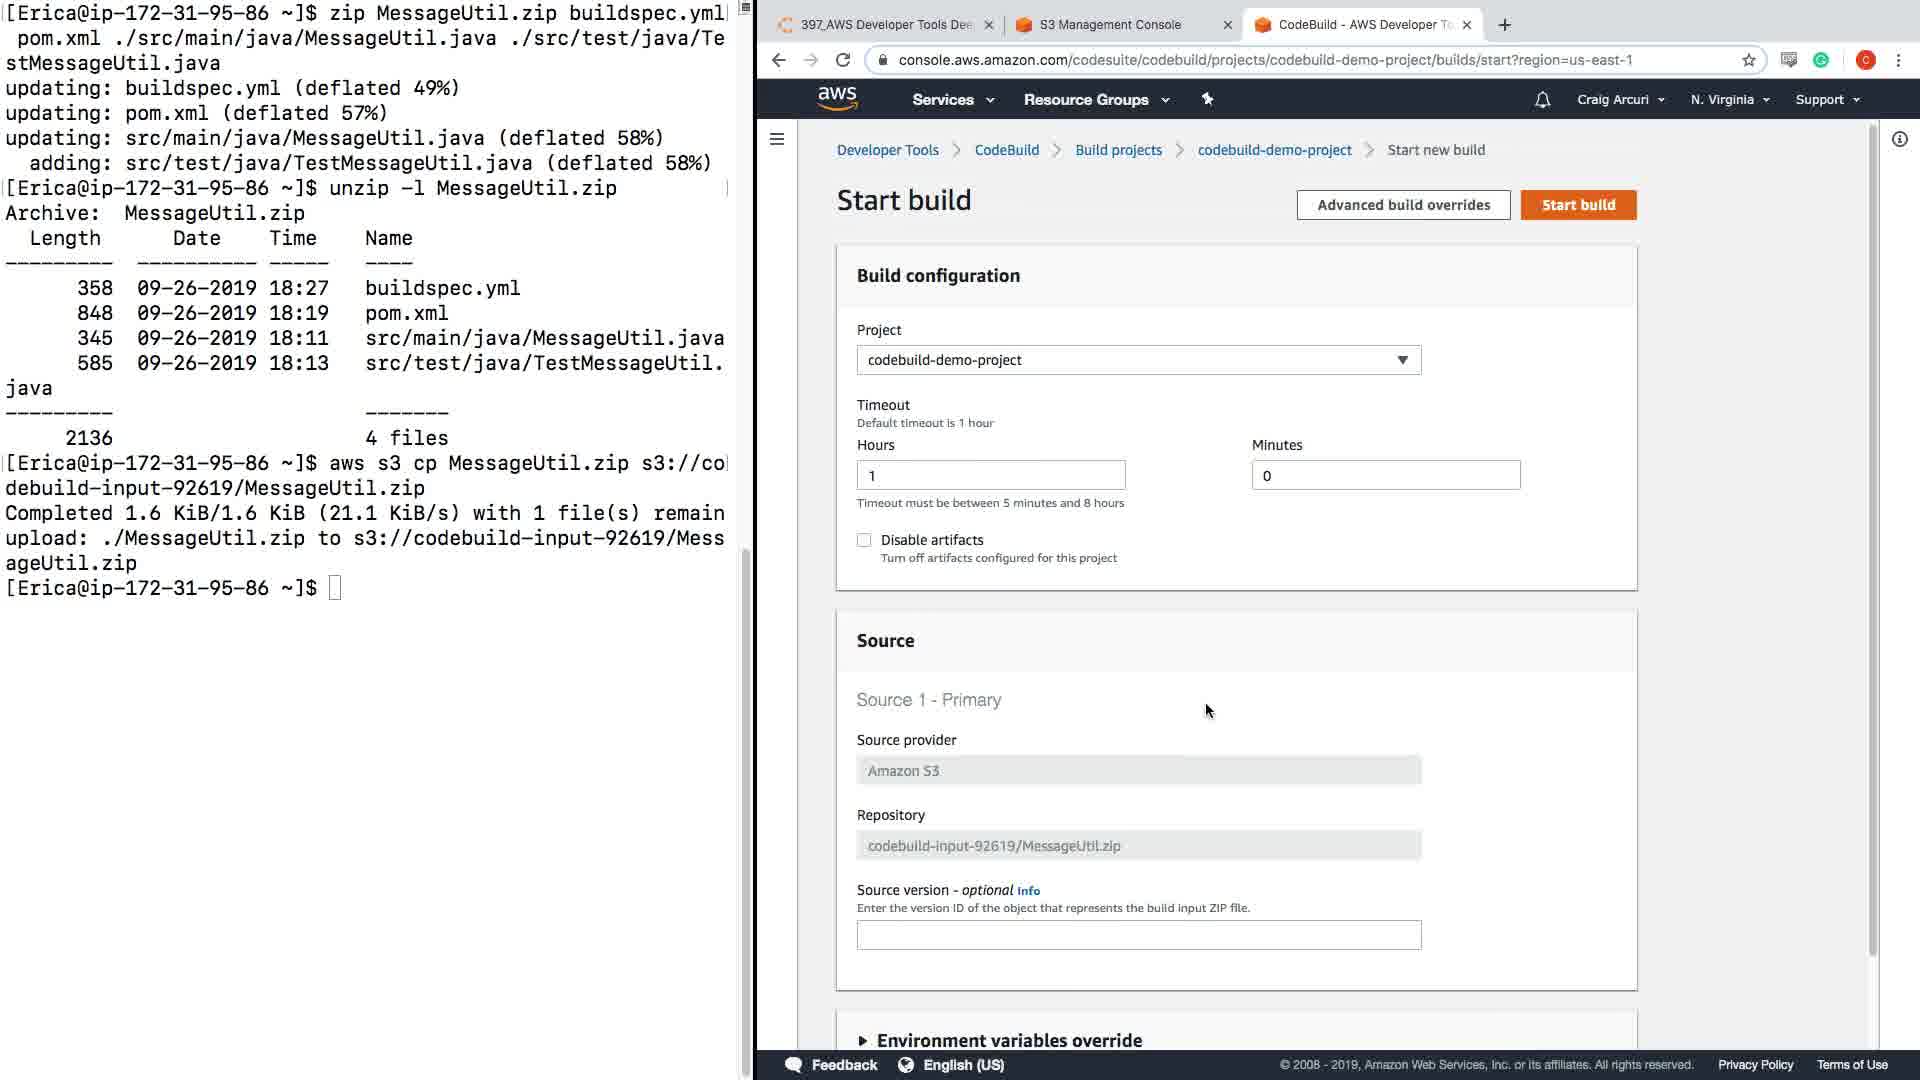 [Erica@ip-172-31-95-86 ~]$ zip MessageUtil.zip buildspec.yml
pom.xml ./src/main/java/MessageUtil.java ./src/test/java/Te
stMessageUtil.java
updating: buildspec.yml (deflated 49%)
updating: pom.xml (deflated 57%)
updating: src/main/java/MessageUtil.java (deflated 58%)
  adding: src/test/java/TestMessageUtil.java (deflated 58%)
[Erica@ip-172-31-95-86 ~]$ unzip -l MessageUtil.zip
Archive:  MessageUtil.zip
  Length      Date    Time    Name
---------  ---------- -----   ----
      358  09-26-2019 18:27   buildspec.yml
      848  09-26-2019 18:19   pom.xml
      345  09-26-2019 18:11   src/main/java/MessageUtil.java
      585  09-26-2019 18:13   src/test/java/TestMessageUtil.
java
---------                     -------
     2136                     4 files
[Erica@ip-172-31-95-86 ~]$ aws s3 cp MessageUtil.zip s3://co
debuild-input-92619/MessageUtil.zip
Completed 1.6 KiB/1.6 KiB (21.1 KiB/s) with 1 file(s) remain
upload: ./MessageUtil.zip to s3://codebuild-input-92619/Mess
ageUtil.zip
[Erica@ip-172-31-95-86 ~]$
397_AWS Developer Tools Dee
S3 Management Console
CodeBuild - AWS Developer To
console.aws.amazon.com/codesuite/codebuild/projects/codebuild-demo-project/builds/start?region=us-east-1
C
aws
Services
Resource Groups
Craig Arcuri
N. Virginia
Support
Developer Tools
CodeBuild
Build projects
codebuild-demo-project
Start new build
Start build
Advanced build overrides
Start build
Build configuration
Project
codebuild-demo-project
Timeout
Default timeout is 1 hour
Hours
Minutes
1
0
Timeout must be between 5 minutes and 8 hours
Disable artifacts
Turn off artifacts configured for this project
Source
Source 1 - Primary
Source provider
Amazon S3
Repository
codebuild-input-92619/MessageUtil.zip
Source version - optional Info
Enter the version ID of the object that represents the build input ZIP file.
Environment variables override
Feedback
English (US)
© 2008 - 2019, Amazon Web Services, Inc. or its affiliates. All rights reserved.
Privacy Policy
Terms of Use